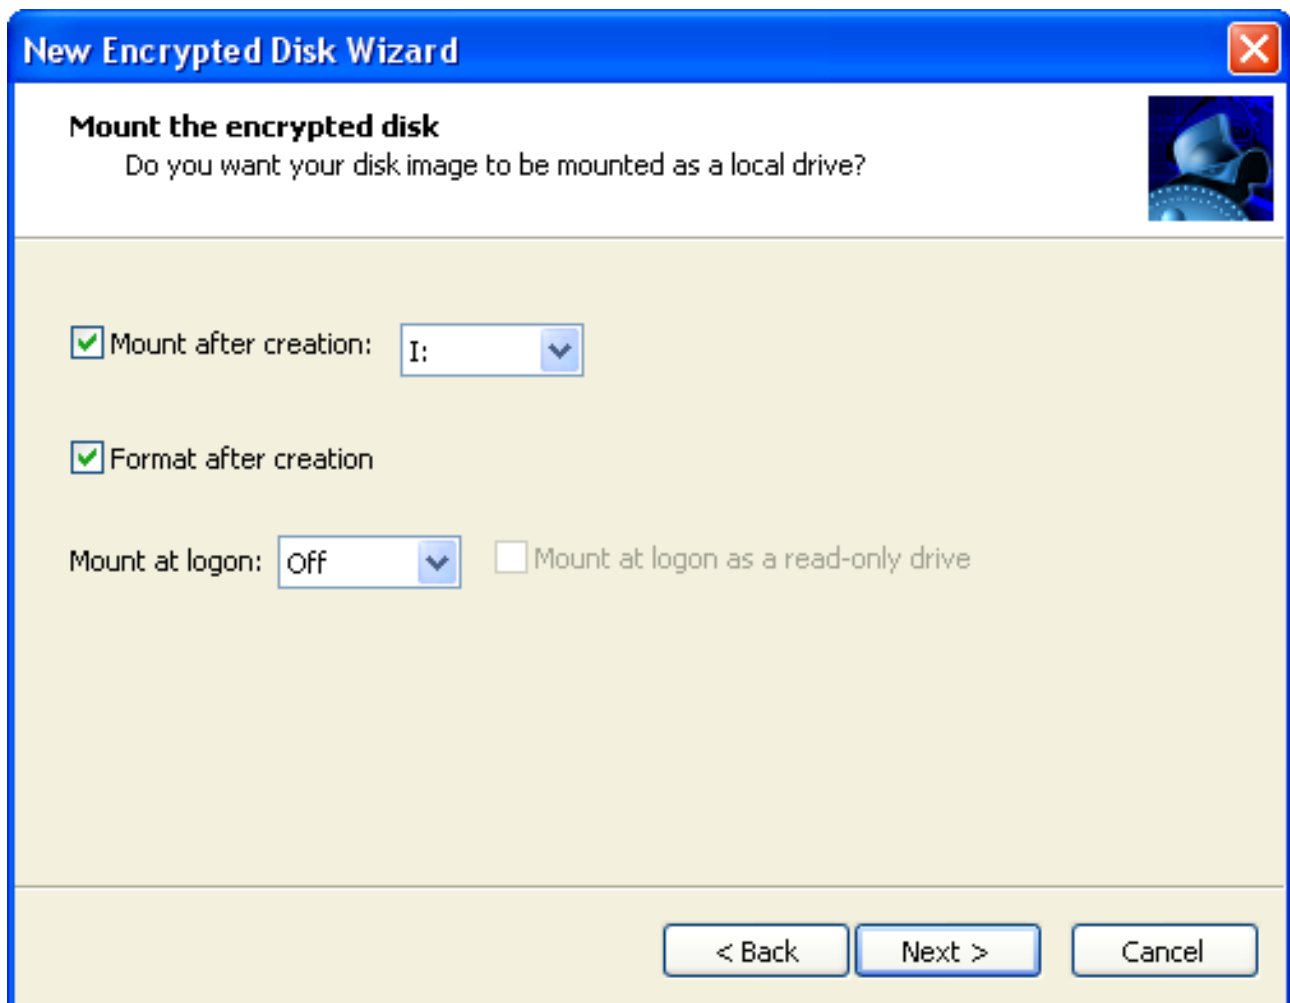 New Encrypted Disk Wizard
Mount the encrypted disk
Do you want your disk image to be mounted as a local drive?
Mount after creation: I:
Format after creation
Mount at logon: Off Mount at logon as a read-only drive
< Back Next > Cancel